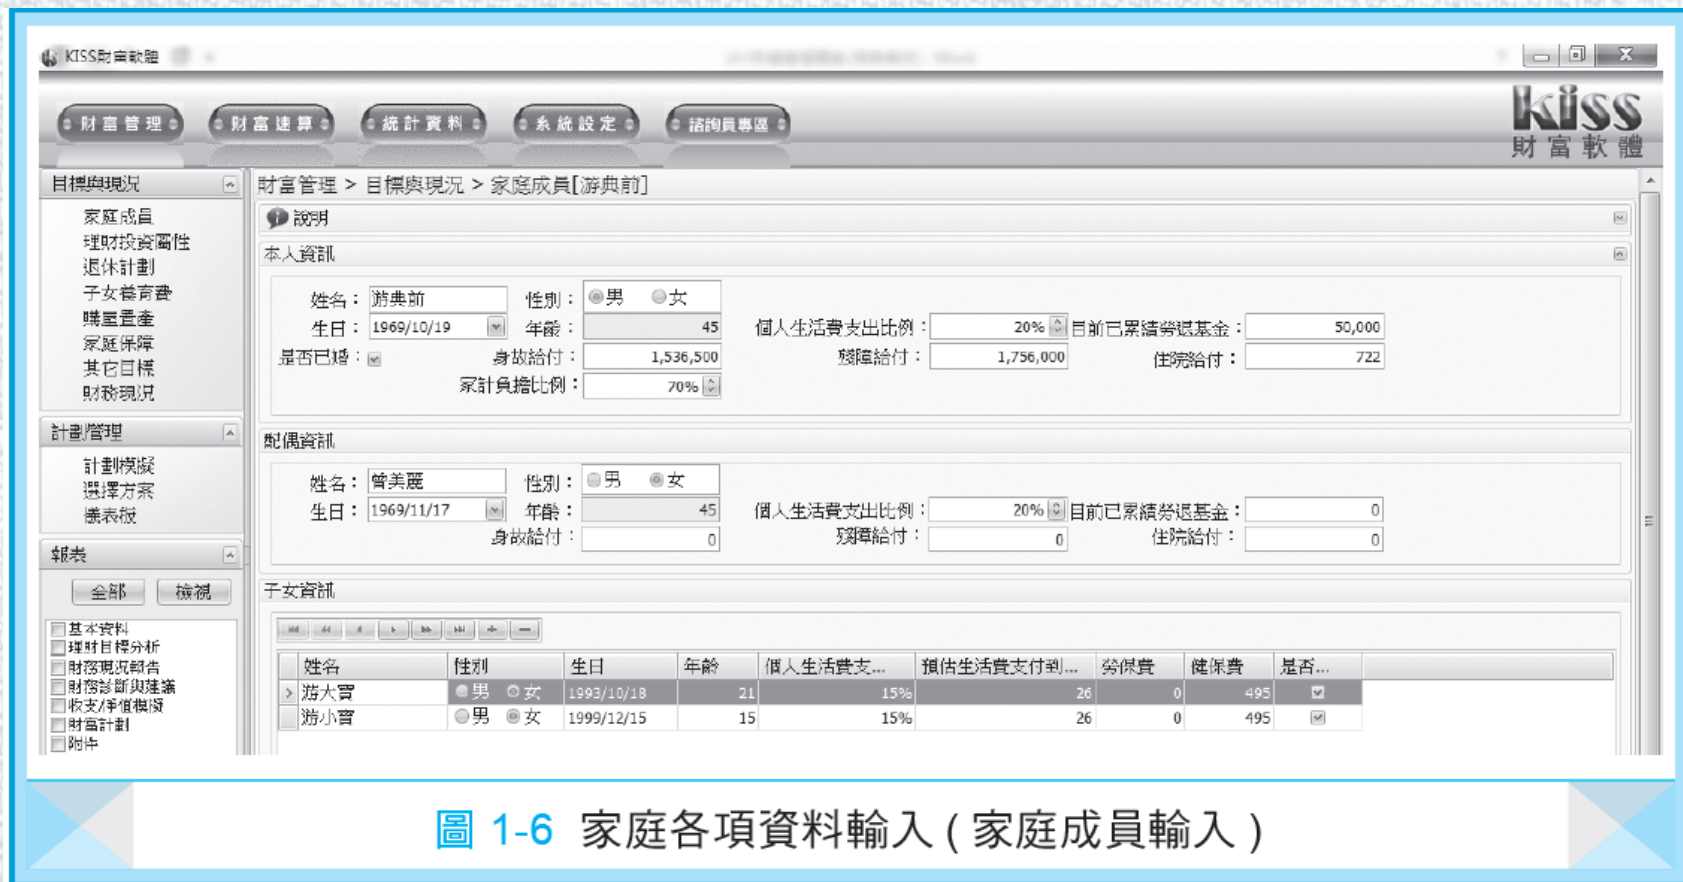 KISS財富軟體
財富管理 財富速算 統計資料 系統設定 諮詢員專區
kiss
財富軟體
目標與現況
家庭成員
理財投資屬性
退休計劃
子女養育費
購屋置產
家庭保障
其它目標
財務現況
計劃管理
計劃模擬
選擇方案
儀表板
報表
全部 檢視
基本資料
理財目標分析
財務現況報告
財務診斷與建議
收支/淨值模擬
財富計劃
附件
財富管理 > 目標與現況 > 家庭成員[游典前]
說明
本人資訊
姓名： 游典前 性別： 男 女
生日： 1969/10/19 年齡： 45 個人生活費支出比例： 20% 目前已累績勞退基金： 50,000
是否已婚： 身故給付： 1,536,500 殘障給付： 1,756,000 住院給付： 722
家計負擔比例： 70%
配偶資訊
姓名： 曾美麗 性別： 男 女
生日： 1969/11/17 年齡： 45 個人生活費支出比例： 20% 目前已累績勞退基金： 0
身故給付： 0 殘障給付： 0 住院給付： 0
子女資訊
姓名 性別 生日 年齡 個人生活費支... 預估生活費支付到... 勞保費 健保費 是否...
游大寶 男 女 1993/10/18 21 15% 26 0 495
游小寶 男 女 1999/12/15 15 15% 26 0 495
圖 1-6 家庭各項資料輸入 ( 家庭成員輸入 )